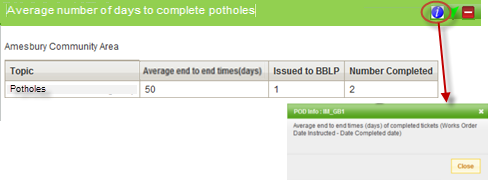 Average number of days to complete potholes
Amesbury Community Area
Topic Average end to end times(days) Issued to BBLP Number Completed
Potholes 50 1 2
POD Info : IM_GB1
Average end to end times (days) of completed tickets (Works Order
Date Instructed - Date Completed date)
Close